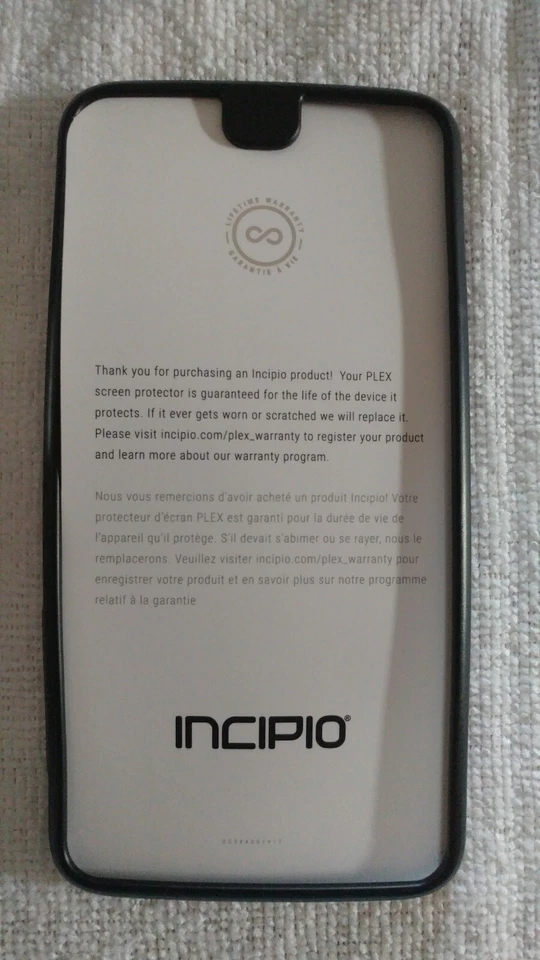 LIFETIME WARRANTY
GARANTIE À VIE
Thank you for purchasing an Incipio product! Your PLEX
screen protector is guaranteed for the life of the device it
protects. If it ever gets worn or scratched we will replace it.
Please visit incipio.com/plex_warranty to register your product
and learn more about our warranty program.
Nous vous remercions d'avoir acheté un produit Incipio! Votre
protecteur d'écran PLEX est garanti pour la durée de vie de
l'appareil qu'il protège. S'il devait s'abimer ou se rayer, nous le
remplacerons. Veuillez visiter incipio.com/plex_warranty pour
enregistrer votre produit et en savoir plus sur notre programme
relatif à la garantie
INCIPIO®